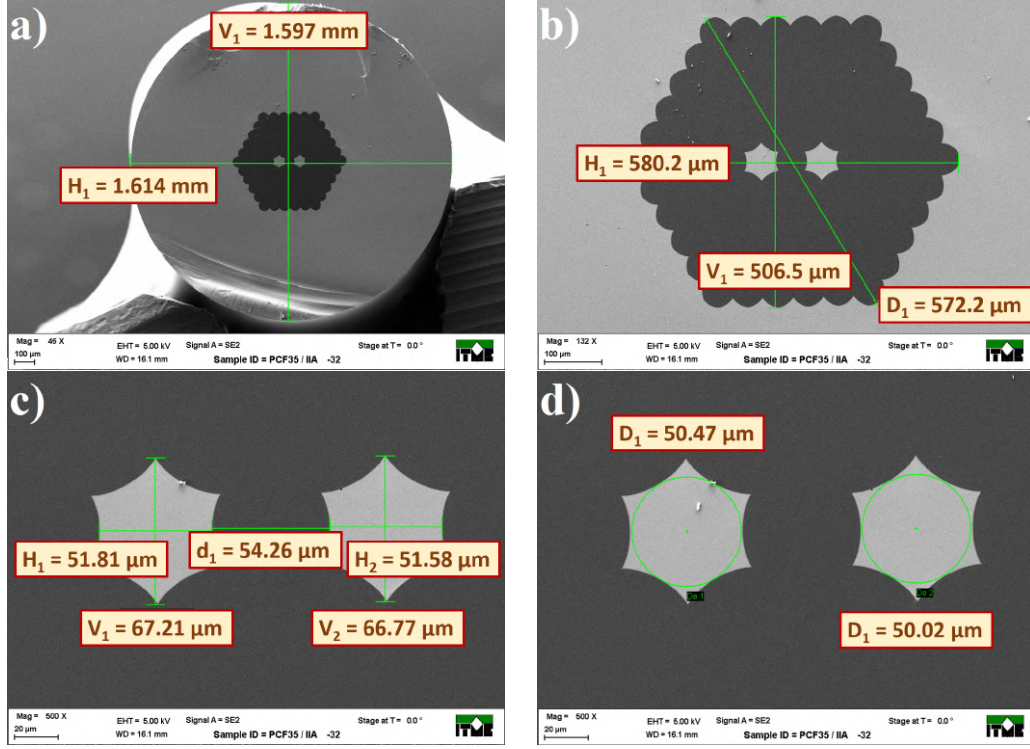 a)
V₁ = 1.597 mm
H₁ = 1.614 mm
Mag = 45 X
100 µm
EHT = 5.00 kV
WD = 16.1 mm
Signal A = SE2
Sample ID = PCF35 / IIA -32
Stage at T = 0.0 °
ITME
b)
H₁ = 580.2 µm
V₁ = 506.5 µm
D₁ = 572.2 µm
Mag = 132 X
100 µm
EHT = 5.00 kV
WD = 16.1 mm
Signal A = SE2
Sample ID = PCF35 / IIA -32
Stage at T = 0.0 °
ITME
c)
H₁ = 51.81 µm
d₁ = 54.26 µm
H₂ = 51.58 µm
V₁ = 67.21 µm
V₂ = 66.77 µm
Mag = 500 X
20 µm
EHT = 5.00 kV
WD = 16.1 mm
Signal A = SE2
Sample ID = PCF35 / IIA -32
Stage at T = 0.0 °
ITME
d)
D₁ = 50.47 µm
Da 1
Da 2
D₁ = 50.02 µm
Mag = 500 X
20 µm
EHT = 5.00 kV
WD = 16.1 mm
Signal A = SE2
Sample ID = PCF35 / IIA -32
Stage at T = 0.0 °
ITME